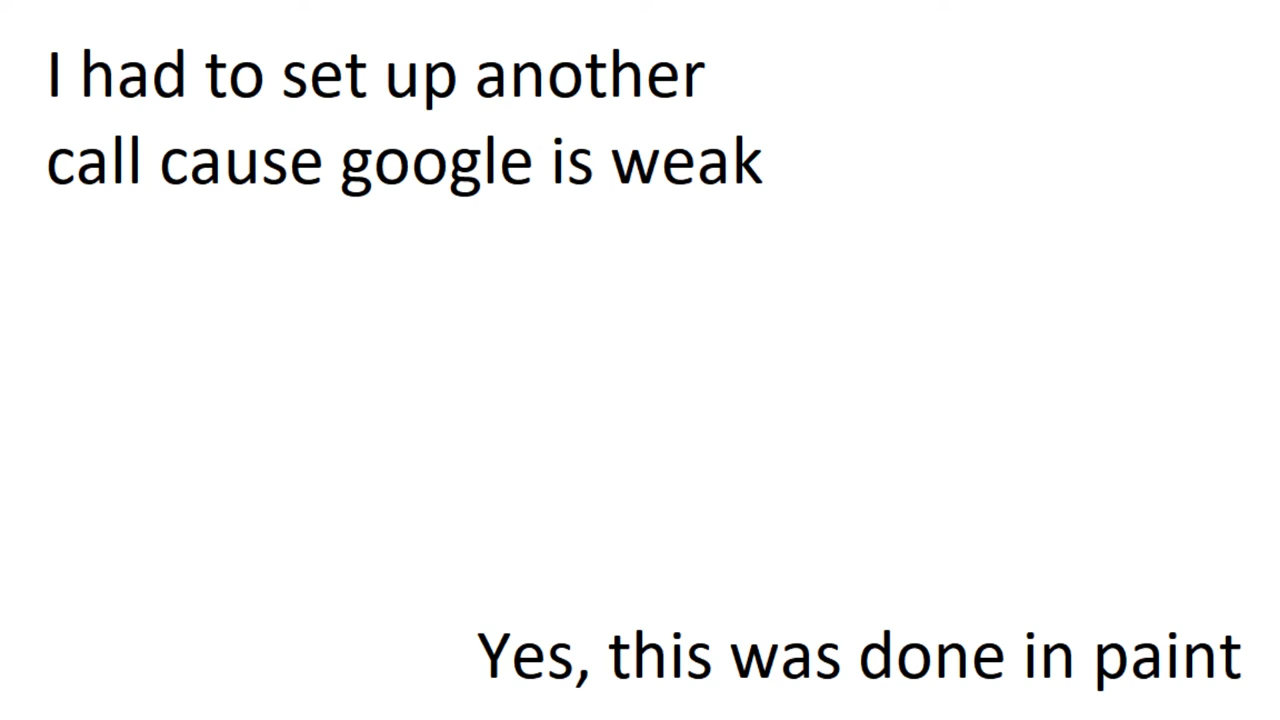 I had to set up another
call cause google is weak
Yes, this was done in paint